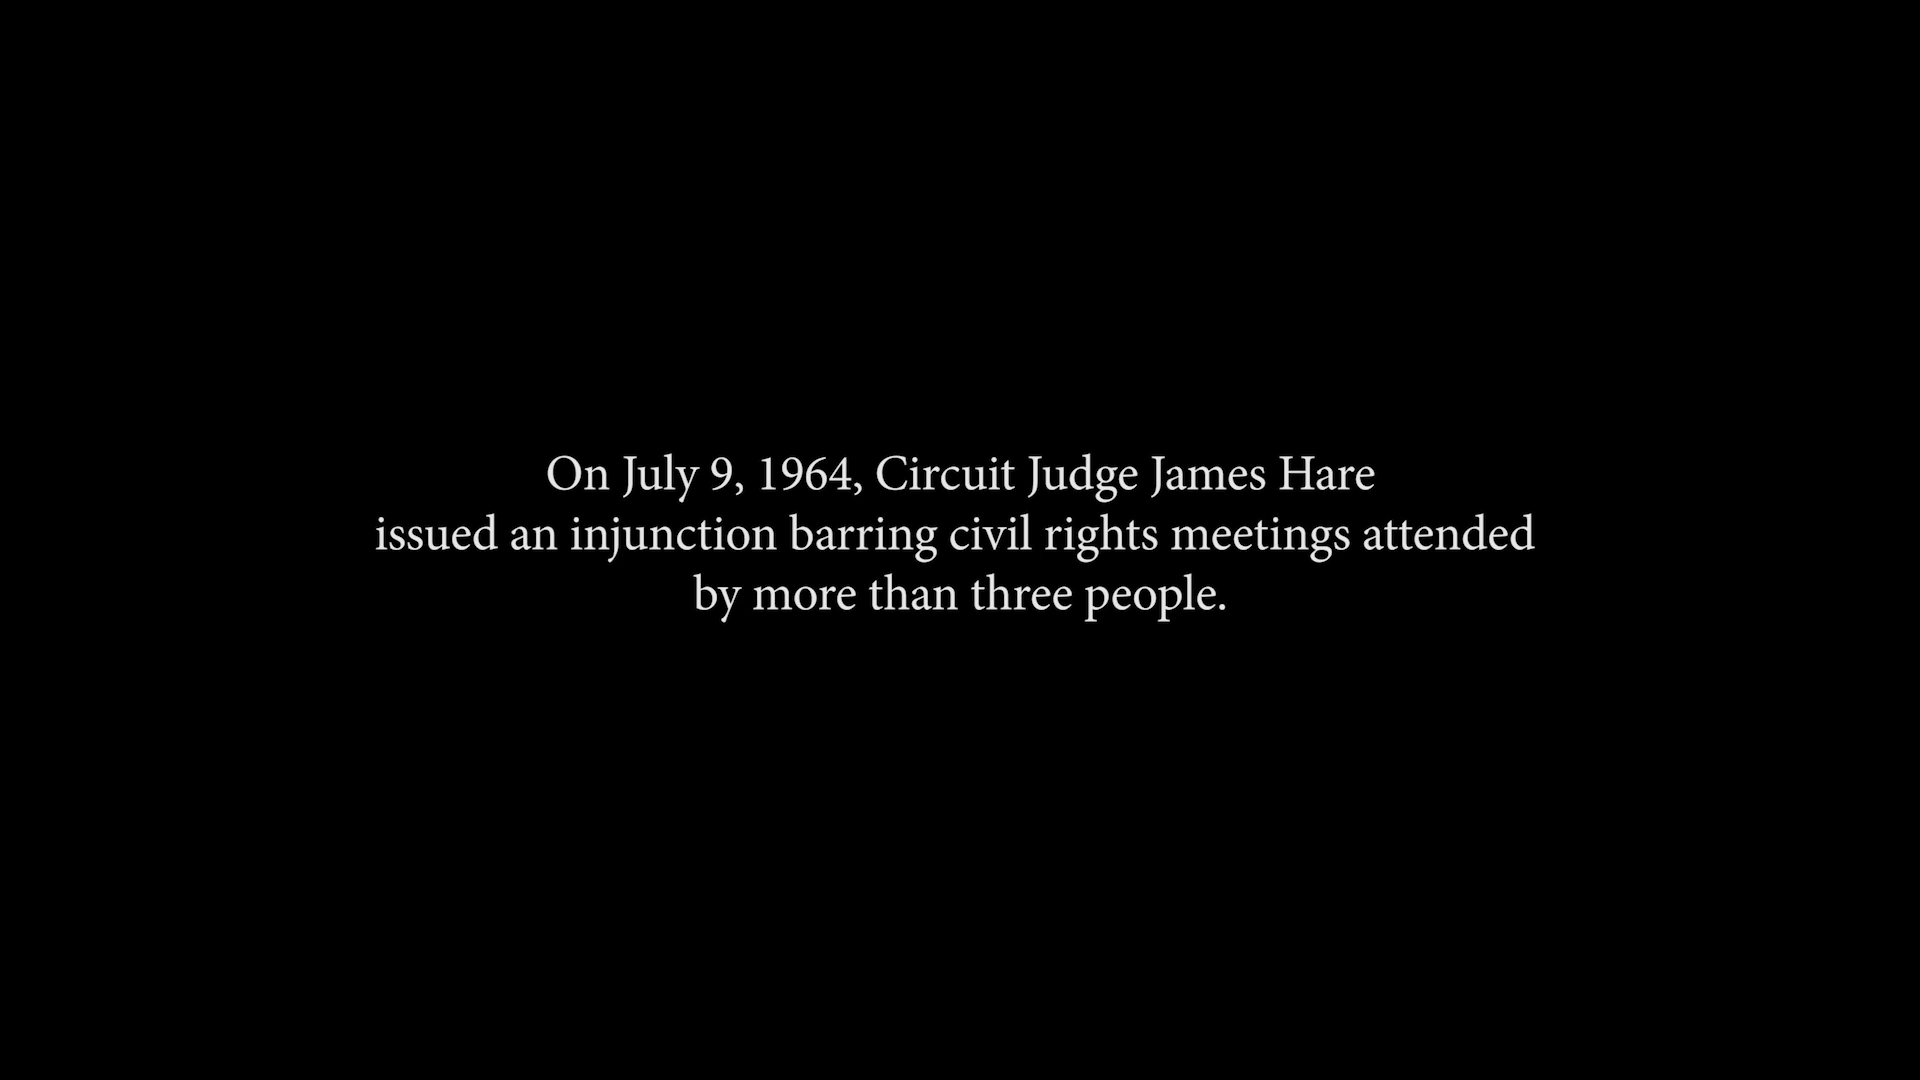 On July 9, 1964, Circuit Judge James Hare
issued an injunction barring civil rights meetings attended
by more than three people.